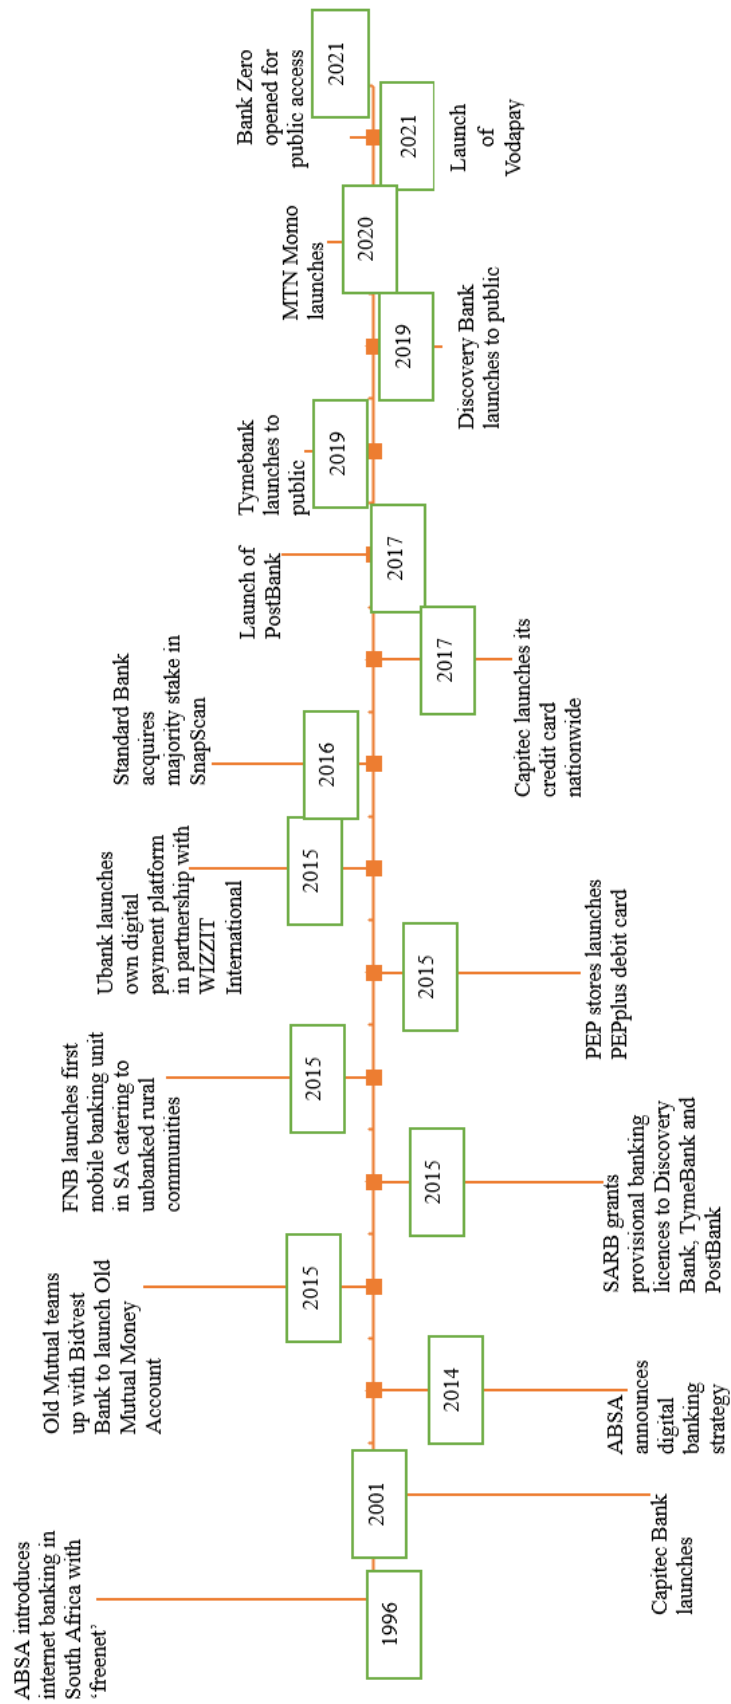 ABSA introduces
internet banking in
South Africa with
‘freenet’
1996
2001
Capitec Bank
launches
2014
ABSA
announces
digital
banking
strategy
Old Mutual teams
up with Bidvest
Bank to launch Old
Mutual Money
Account
2015
2015
SARB grants
provisional banking
licences to Discovery
Bank, TymeBank and
PostBank
FNB launches first
mobile banking unit
in SA catering to
unbanked rural
communities
2015
2015
PEP stores launches
PEPplus debit card
Ubank launches
own digital
payment platform
in partnership with
WIZZIT
International
2015
Standard Bank
acquires
majority stake in
SnapScan
2016
2017
Capitec launches its
credit card
nationwide
Launch of
PostBank
2017
Tymebank
launches to
public
2019
2019
Discovery Bank
launches to public
MTN Momo
launches
2020
2021
Launch
of
Vodapay
Bank Zero
opened for
public access
2021